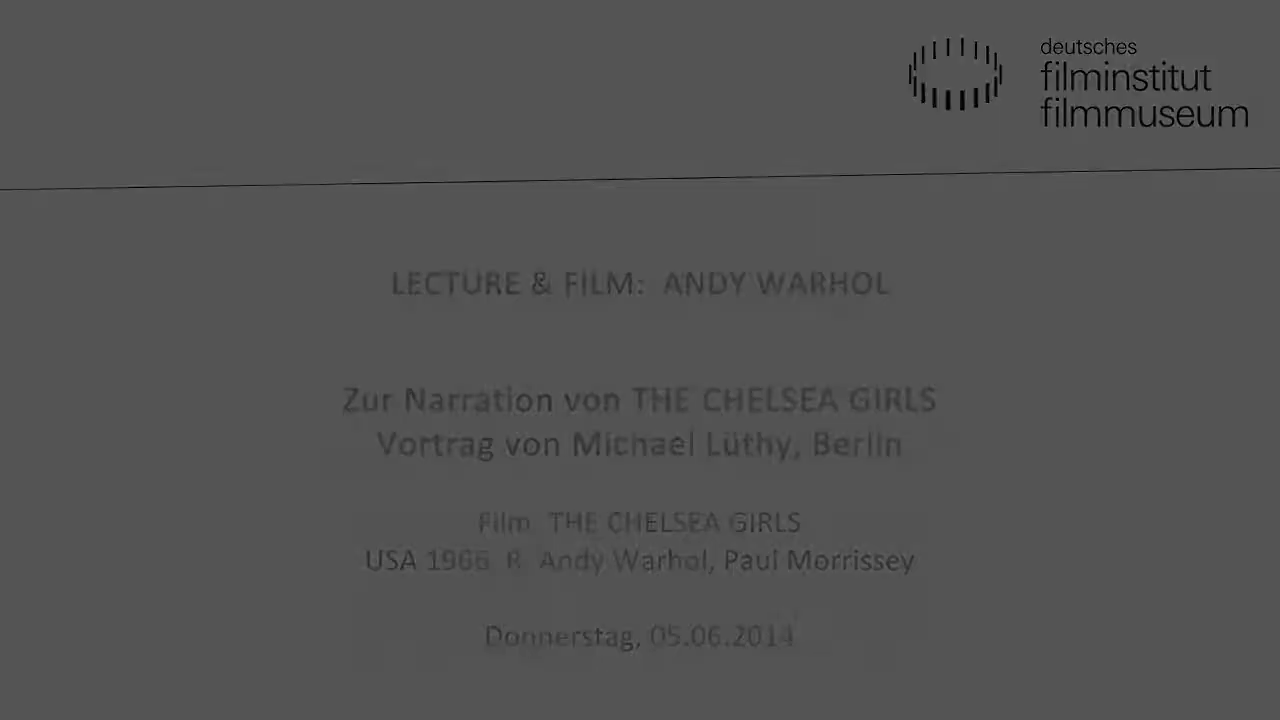 deutsches
filminstitut
filmmuseum
LECTURE & FILM: ANDY WARHOL
Zur Narration von THE CHELSEA GIRLS
Vortrag von Michael Lüthy, Berlin
Film: THE CHELSEA GIRLS
USA 1966. R: Andy Warhol, Paul Morrissey
Donnerstag, 05.06.2014